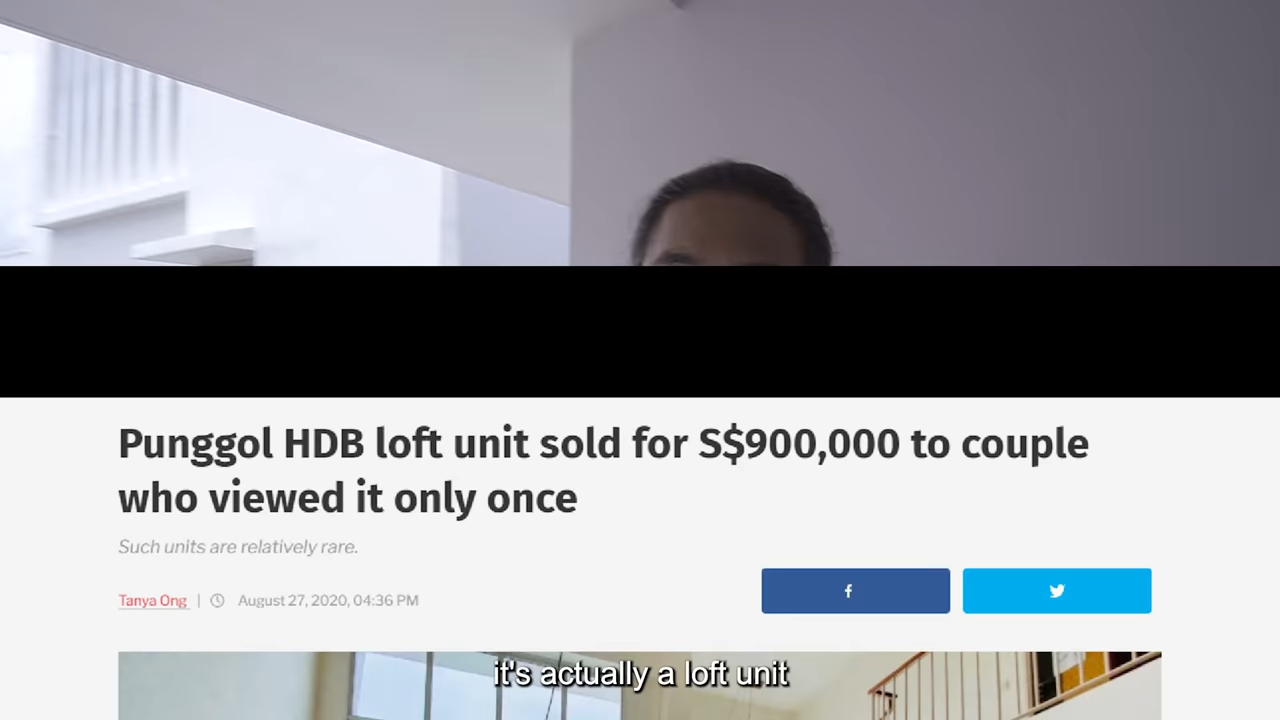 Punggol HDB loft unit sold for S$900,000 to couple
who viewed it only once
Such units are relatively rare.
Tanya Ong | August 27, 2020, 04:36 PM
it's actually a loft unit